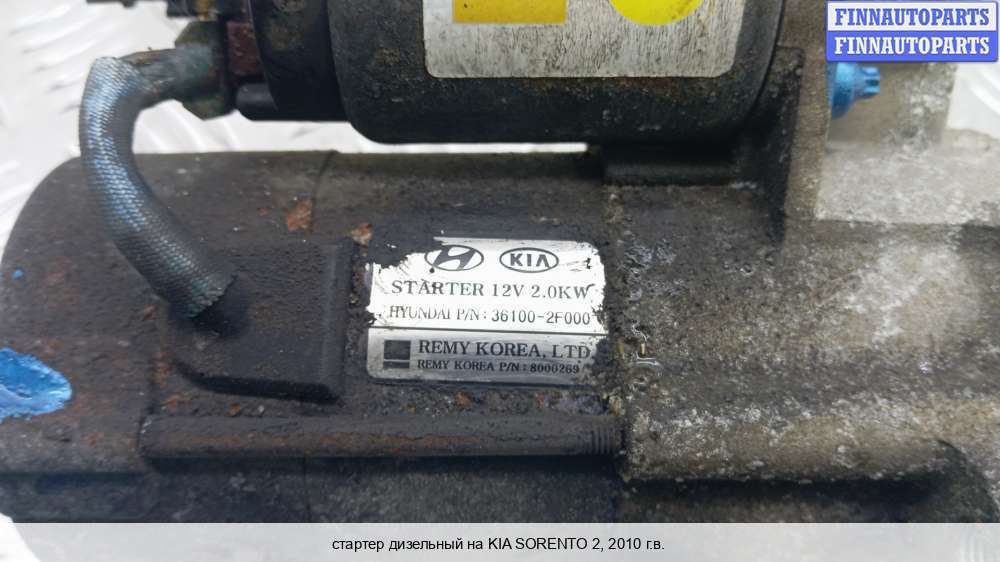 FINNAUTOPARTS
FINNAUTOPARTS
KIA
STARTER 12V 2.0KW
HYUNDAI P/N : 36100-2F000
REMY KOREA, LTD.
REMY KOREA P/N : 8000269
стартер дизельный на KIA SORENTO 2, 2010 г.в.